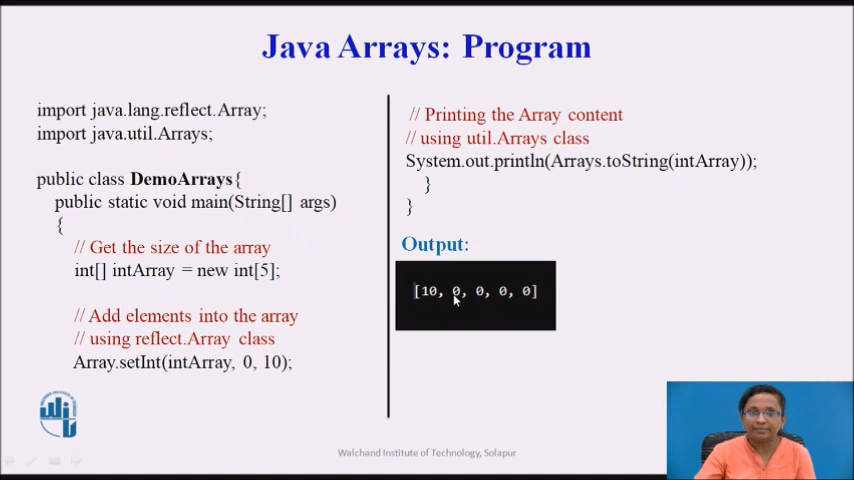 Java Arrays: Program
import java.lang.reflect.Array;
import java.util.Arrays;
public class DemoArrays{
public static void main(String[] args)
{
// Get the size of the array
int[] intArray = new int[5];
// Add elements into the array
// using reflect.Array class
Array.setInt(intArray, 0, 10);
// Printing the Array content
// using util.Arrays class
System.out.println(Arrays.toString(intArray));
}
}
Output:
[10, 0, 0, 0, 0]
Walchand Institute of Technology, Solapur